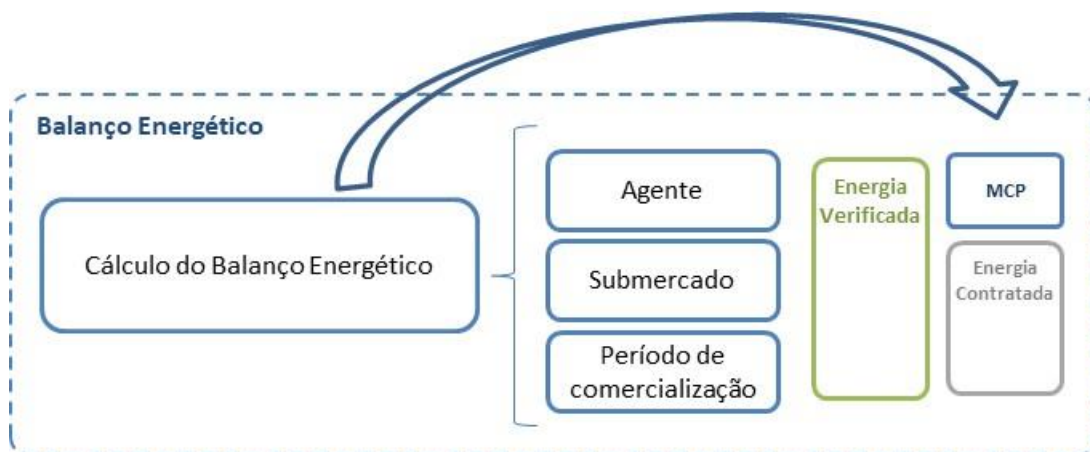 Balanço Energético
Cálculo do Balanço Energético
Agente
Submercado
Período de
comercialização
Energia
Verificada
MCP
Energia
Contratada